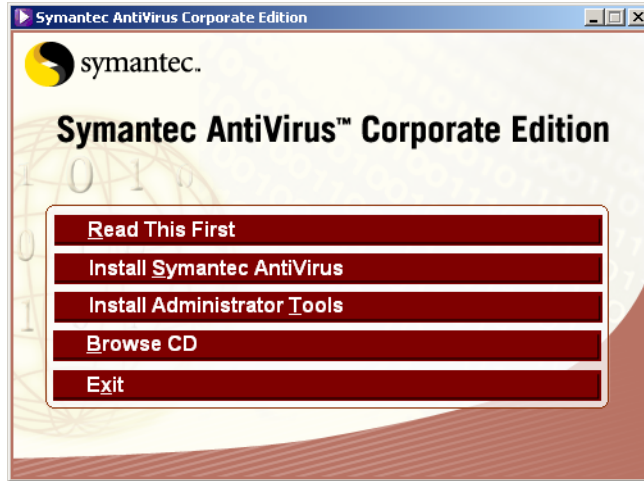 Symantec AntiVirus Corporate Edition
symantec.™
Symantec AntiVirus™ Corporate Edition
Read This First
Install Symantec AntiVirus
Install Administrator Tools
Browse CD
Exit